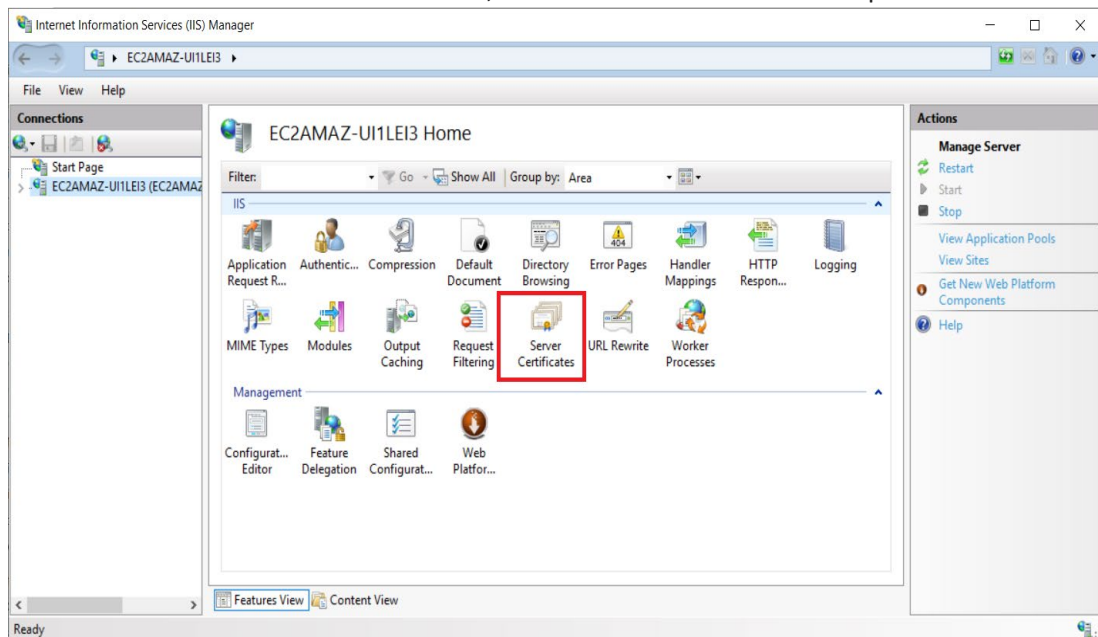 Internet Information Services (IIS) Manager
EC2AMAZ-UI1LEI3
File View Help
Connections
Start Page
EC2AMAZ-UI1LEI3 (EC2AMAZ
EC2AMAZ-UI1LEI3 Home
Filter: Go Show All Group by: Area
IIS
Application Request R...
Authentic...
Compression
Default Document
Directory Browsing
Error Pages
404
Handler Mappings
HTTP Respon...
Logging
MIME Types
Modules
Output Caching
Request Filtering
Server Certificates
URL Rewrite
Worker Processes
Management
Configurat... Editor
Feature Delegation
Shared Configurat...
Web Platfor...
Features View Content View
Ready
Actions
Manage Server
Restart
Start
Stop
View Application Pools
View Sites
Get New Web Platform
Components
Help